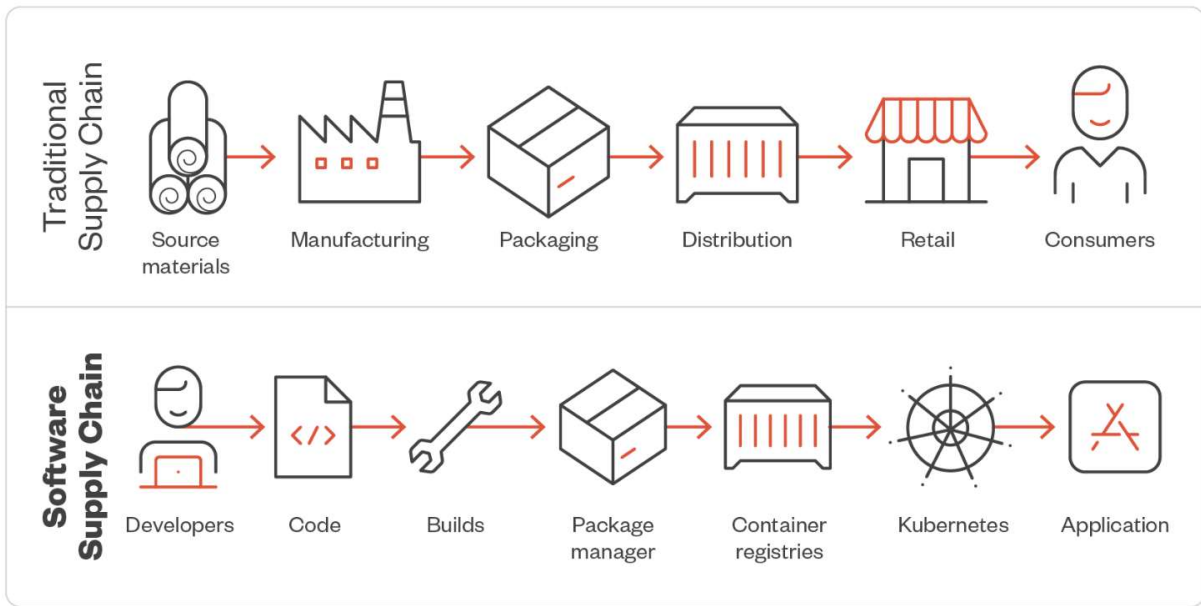 Traditional
Supply Chain
Source
materials
Manufacturing
Packaging
Distribution
Retail
Consumers
Software
Supply Chain
</>
Developers
Code
Builds
Package
manager
Container
registries
Kubernetes
Application